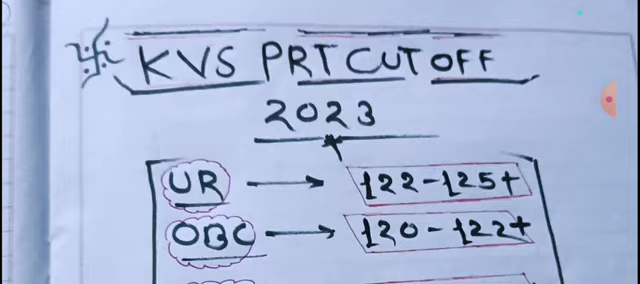 KVS PRT CUT OFF
2023
UR → 122-125+
OBC → 120-122+